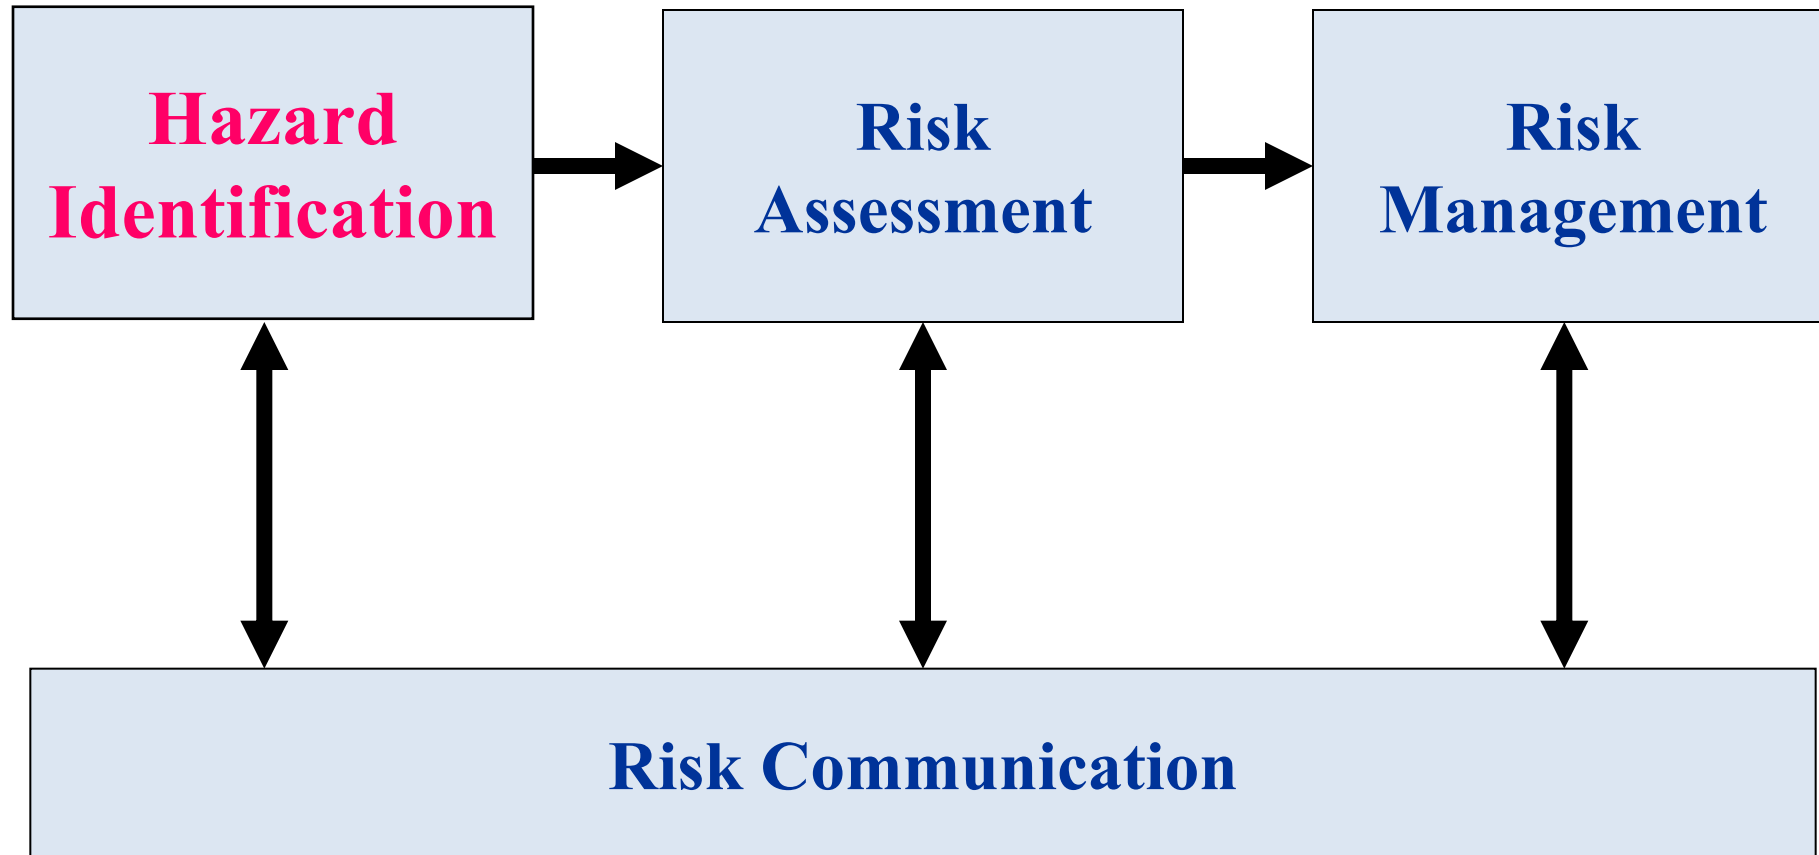 Hazard
Identification
Risk
Assessment
Risk
Management
Risk Communication